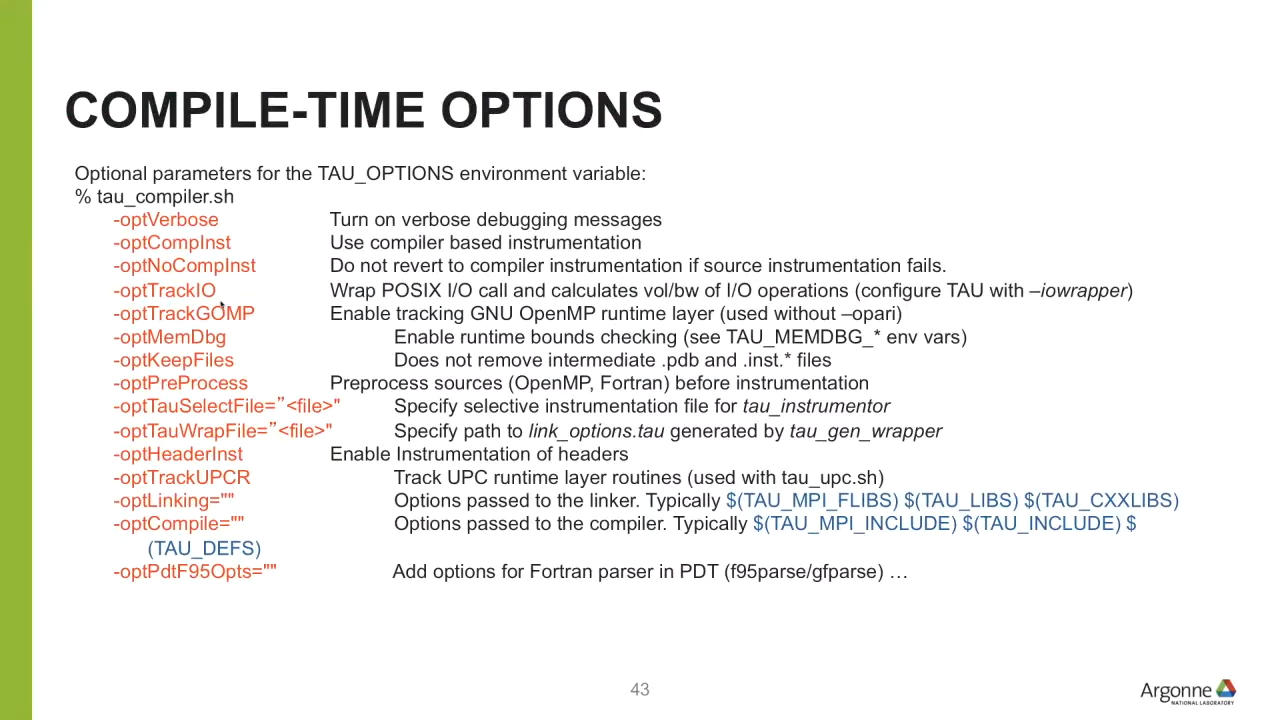 COMPILE-TIME OPTIONS
Optional parameters for the TAU_OPTIONS environment variable:
% tau_compiler.sh
-optVerbose Turn on verbose debugging messages
-optCompInst Use compiler based instrumentation
-optNoCompInst Do not revert to compiler instrumentation if source instrumentation fails.
-optTrackIO Wrap POSIX I/O call and calculates vol/bw of I/O operations (configure TAU with –iowrapper)
-optTrackGOMP Enable tracking GNU OpenMP runtime layer (used without –opari)
-optMemDbg Enable runtime bounds checking (see TAU_MEMDBG_* env vars)
-optKeepFiles Does not remove intermediate .pdb and .inst.* files
-optPreProcess Preprocess sources (OpenMP, Fortran) before instrumentation
-optTauSelectFile=”<file>" Specify selective instrumentation file for tau_instrumentor
-optTauWrapFile=”<file>" Specify path to link_options.tau generated by tau_gen_wrapper
-optHeaderInst Enable Instrumentation of headers
-optTrackUPCR Track UPC runtime layer routines (used with tau_upc.sh)
-optLinking="" Options passed to the linker. Typically $(TAU_MPI_FLIBS) $(TAU_LIBS) $(TAU_CXXLIBS)
-optCompile="" Options passed to the compiler. Typically $(TAU_MPI_INCLUDE) $(TAU_INCLUDE) $
(TAU_DEFS)
-optPdtF95Opts="" Add options for Fortran parser in PDT (f95parse/gfparse) …
43
Argonne
NATIONAL LABORATORY